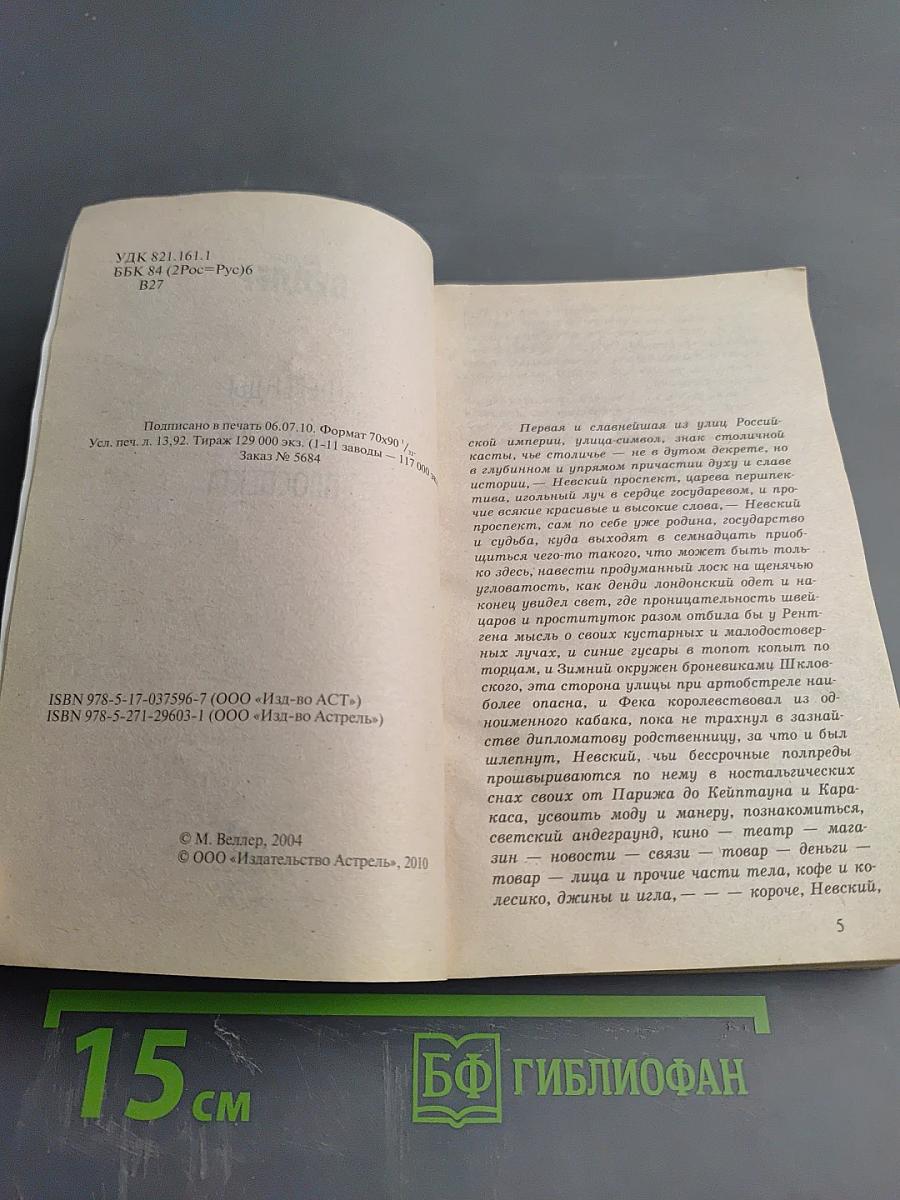 УДК 821.161.1
ББК 84 (2Рос=Рус)6
В27
Подписано в печать 06.07.10. Формат 70x90 1/32.
Усл. печ. л. 13,92. Тираж 129 000 экз. (1-11 заводы — 117 000 эк
Заказ № 5684
ISBN 978-5-17-037596-7 (ООО «Изд-во АСТ»)
ISBN 978-5-271-29603-1 (ООО «Изд-во Астрель»)
© М. Веллер, 2004
© ООО «Издательство Астрель», 2010
Первая и славнейшая из улиц Россий-
ской империи, улица-символ, знак столичной
касты, чье столичье — не в дутом декрете, но
в глубинном и упрямом причастии духу и славе
истории,— Невский проспект, царева першпек-
тива, игольный луч в сердце государевом, и про-
чие всякие красивые и высокие слова,— Невский
проспект, сам по себе уже родина, государство
и судьба, куда выходят в семнадцать приоб-
щиться чего-то такого, что может быть толь-
ко здесь, навести продуманный лоск на щенячью
угловатость, как денди лондонский одет и на-
конец увидел свет, где проницательность швей-
царов и проституток разом отбила бы у Рент-
гена мысль о своих кустарных и малодостовер-
ных лучах, и синие гусары в топот копыт по
торцам, и Зимний окружен броневиками Шклов-
ского, эта сторона улицы при артобстреле наи-
более опасна, и Фека королевствовал из од-
ноименного кабака, пока не трахнул в зазнай-
стве дипломатову родственницу, за что и был
шлепнут, Невский, чьи бессрочные полпреды
прошвыриваются по нему в ностальгических
снах своих от Парижа до Кейптауна и Кара-
каса, усвоить моду и манеру, познакомиться,
светский андеграунд, кино — театр — мага-
зин — новости — связи — товар — деньги —
товар — лица и прочие части тела, кофе и ко-
лесико, джины и игла,— — — короче, Невский,
5
15 см
БФ ГИБЛИОФАН